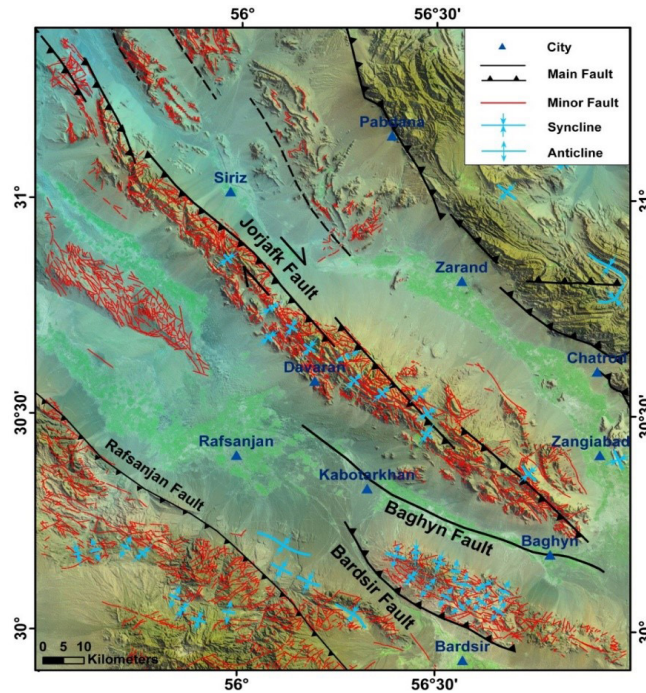 56°
56°30'
City
Main Fault
Minor Fault
Syncline
Anticline
Pabdana
Siriz
31°
31°
Jorjafk Fault
Zarand
Chatrod
Davaran
30°30'
30°30'
Rafsanjan
Zangiabad
Rafsanjan Fault
Kabotarkhan
Baghyn Fault
Baghyn
Bardsir Fault
30°
30°
Bardsir
0 5 10
Kilometers
56°
56°30'